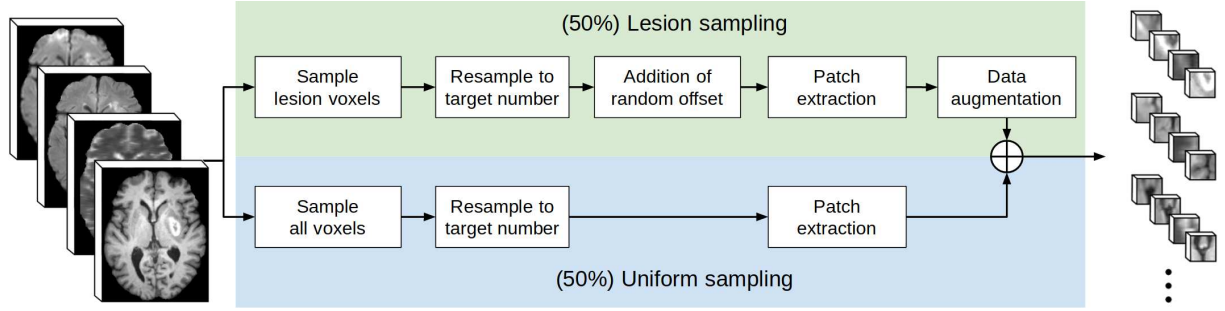 (50%) Lesion sampling
Sample
lesion voxels
Resample to
target number
Addition of
random offset
Patch
extraction
Data
augmentation
Sample
all voxels
Resample to
target number
Patch
extraction
(50%) Uniform sampling